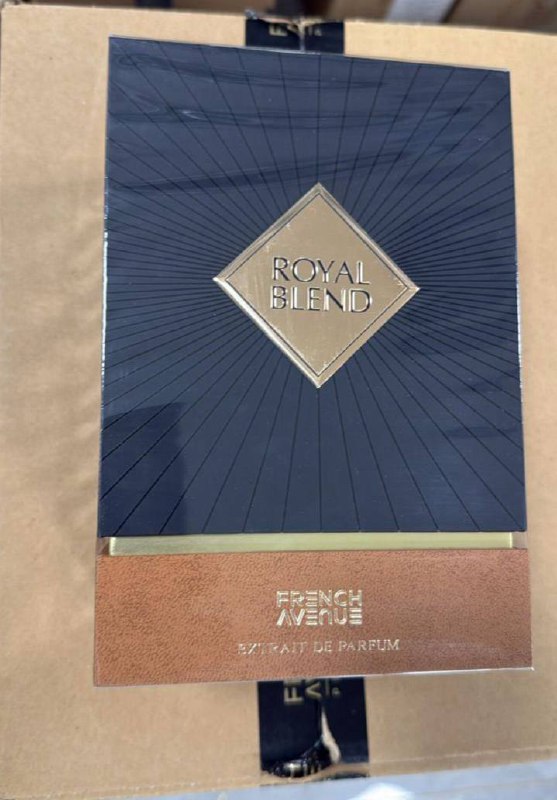 ROYAL
BLEND
FRENCH
AVENUE
EXTRAIT DE PARFUM